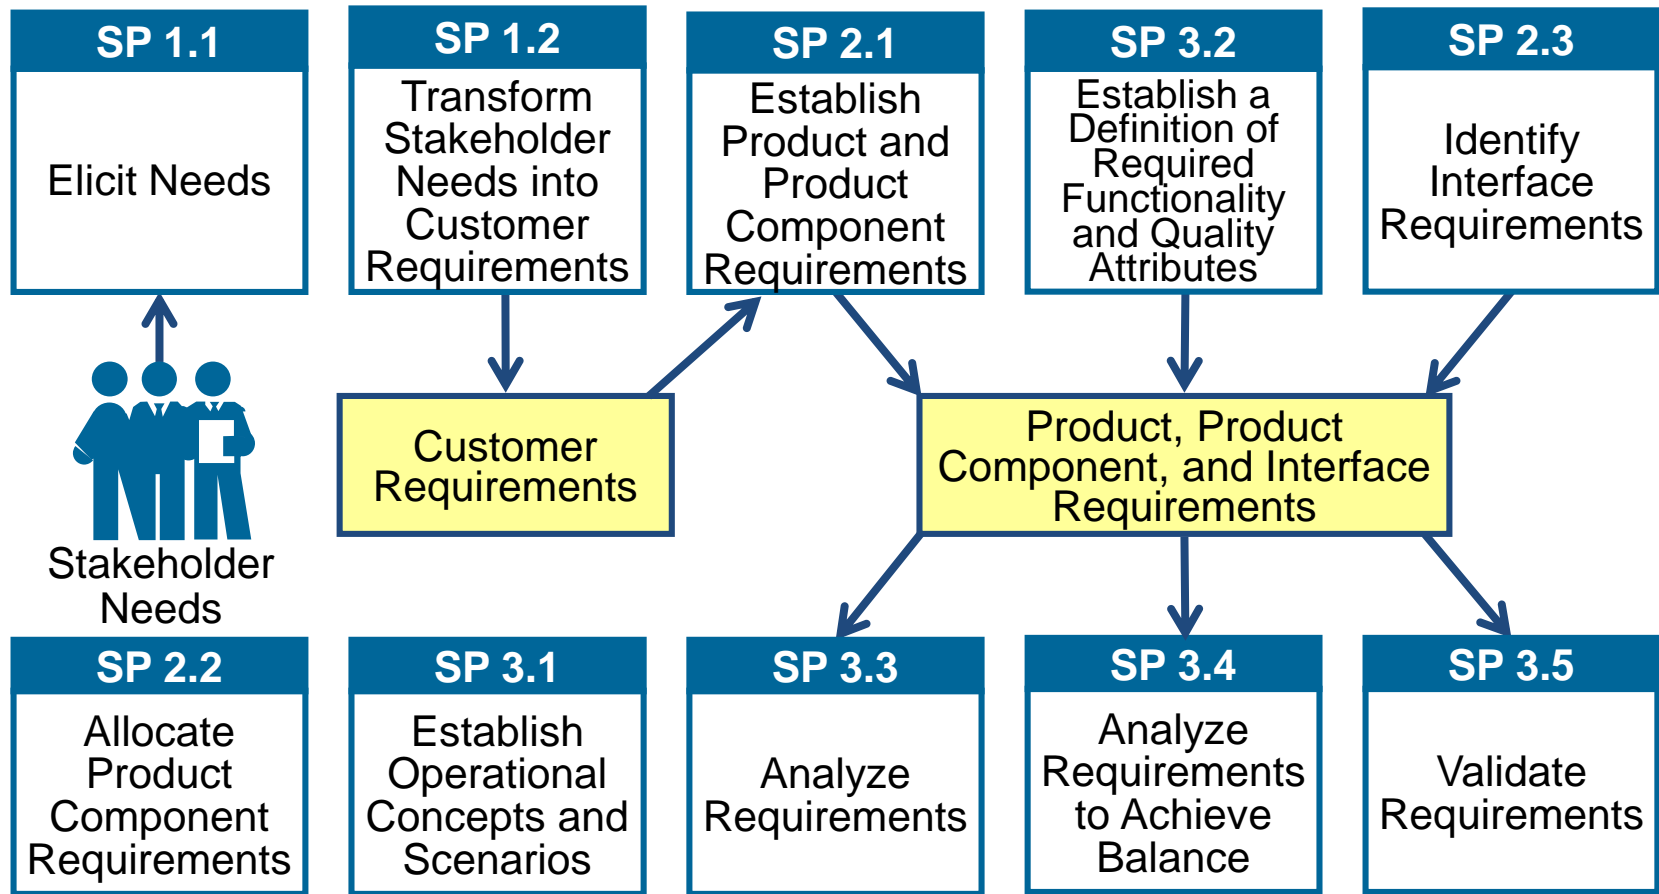 SP 1.1
Elicit Needs
SP 1.2
Transform
Stakeholder
Needs into
Customer
Requirements
SP 2.1
Establish
Product and
Product
Component
Requirements
SP 3.2
Establish a
Definition of
Required
Functionality
and Quality
Attributes
SP 2.3
Identify
Interface
Requirements
Stakeholder
Needs
Customer
Requirements
Product, Product
Component, and Interface
Requirements
SP 2.2
Allocate
Product
Component
Requirements
SP 3.1
Establish
Operational
Concepts and
Scenarios
SP 3.3
Analyze
Requirements
SP 3.4
Analyze
Requirements
to Achieve
Balance
SP 3.5
Validate
Requirements